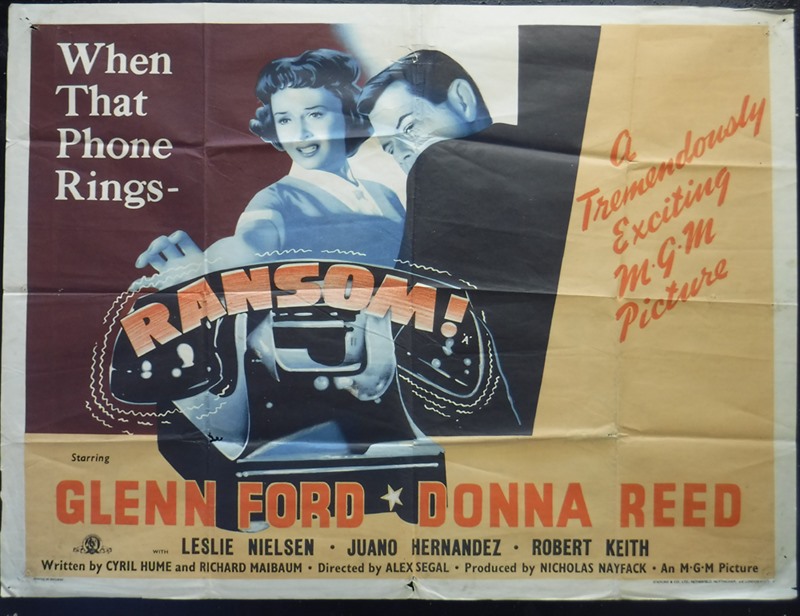 When
That
Phone
Rings-
A
Tremendously
Exciting
M·G·M
Picture
RANSOM!
"A"
Starring
GLENN FORD ★ DONNA REED
WITH LESLIE NIELSEN · JUANO HERNANDEZ · ROBERT KEITH
Written by CYRIL HUME and RICHARD MAIBAUM · Directed by ALEX SEGAL · Produced by NICHOLAS NAYFACK · An M·G·M Picture